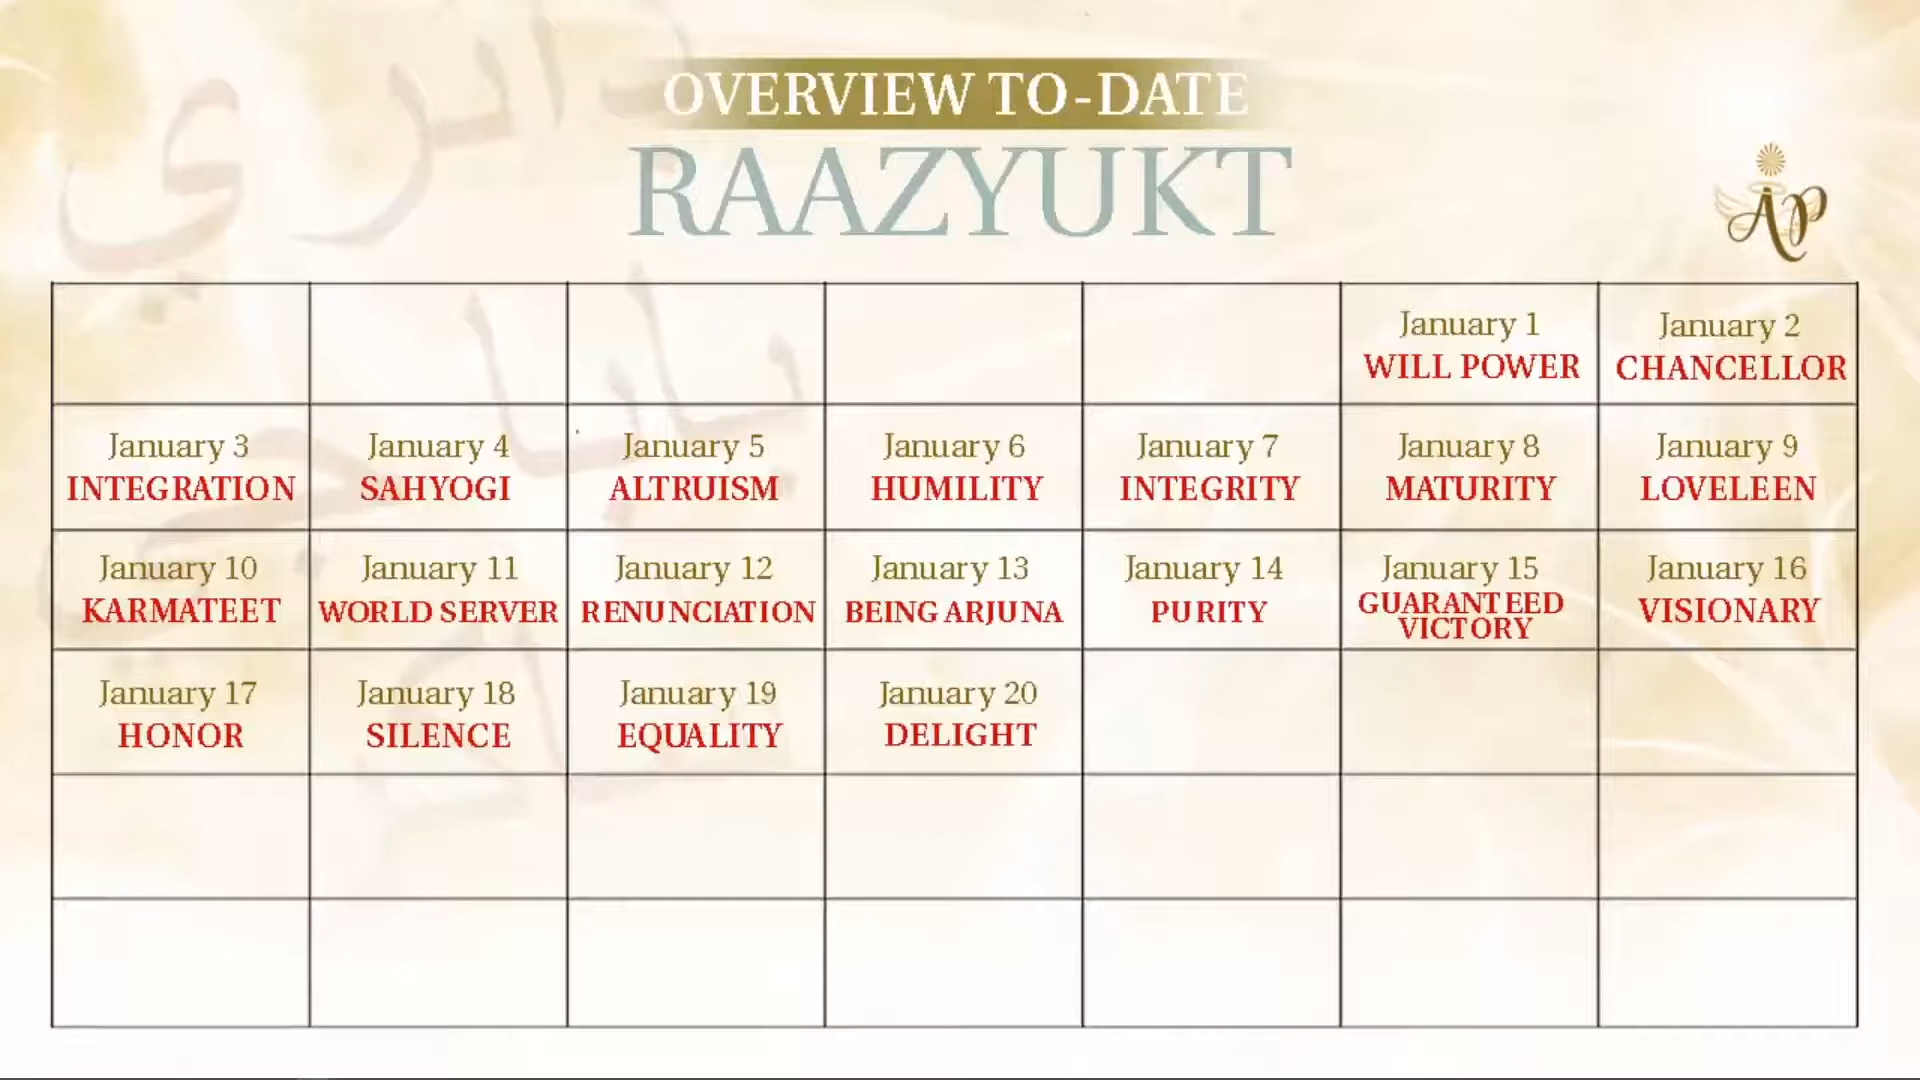 OVERVIEW TO-DATE
RAAZYUKT
AP
January 1
WILL POWER
January 2
CHANCELLOR
January 3
INTEGRATION
January 4
SAHYOGI
January 5
ALTRUISM
January 6
HUMILITY
January 7
INTEGRITY
January 8
MATURITY
January 9
LOVELEEN
January 10
KARMATEET
January 11
WORLD SERVER
January 12
RENUNCIATION
January 13
BEING ARJUNA
January 14
PURITY
January 15
GUARANTEED
VICTORY
January 16
VISIONARY
January 17
HONOR
January 18
SILENCE
January 19
EQUALITY
January 20
DELIGHT